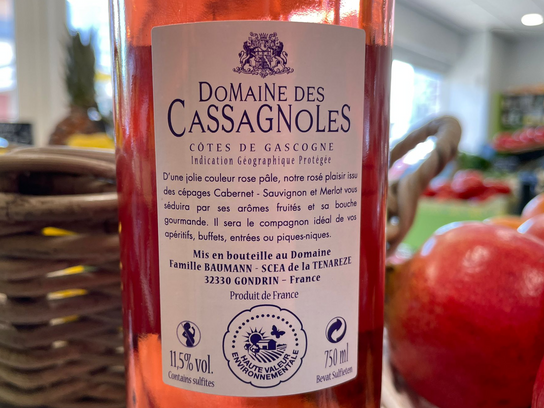 DOMAINE DES
CASSAGNOLES
CÔTES DE GASCOGNE
Indication Géographique Protégée
D'une jolie couleur rose pâle, notre rosé plaisir issu
des cépages Cabernet - Sauvignon et Merlot vous
séduira par ses arômes fruités et sa bouche
gourmande. Il sera le compagnon idéal de vos
apéritifs, buffets, entrées ou piques-niques.
Mis en bouteille au Domaine
Famille BAUMANN - SCEA de la TENAREZE
32330 GONDRIN - France
Produit de France
11,5% vol.
Contains sulfites
HAUTE VALEUR
ENVIRONNEMENTALE
750 ml
Bevat Sulfieten